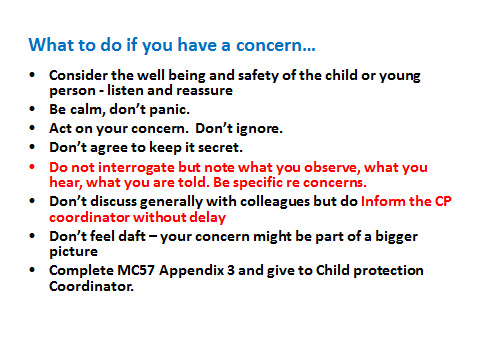 What to do if you have a concern…
• Consider the well being and safety of the child or young
person - listen and reassure
• Be calm, don’t panic.
• Act on your concern.  Don’t ignore.
• Don’t agree to keep it secret.
• Do not interrogate but note what you observe, what you
hear, what you are told. Be specific re concerns.
• Don’t discuss generally with colleagues but do Inform the CP
coordinator without delay
• Don’t feel daft – your concern might be part of a bigger
picture
• Complete MC57 Appendix 3 and give to Child protection
Coordinator.